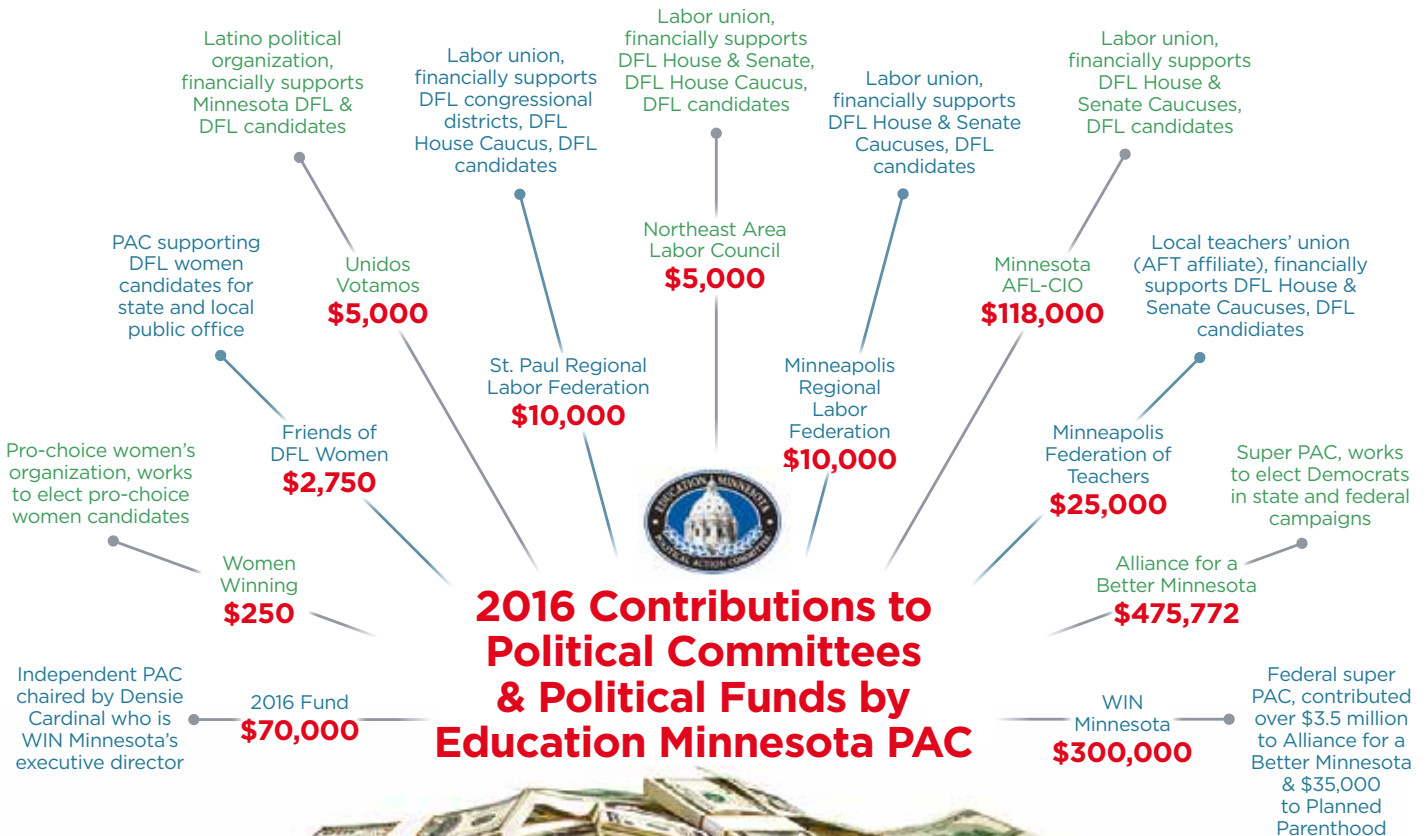 Independent PAC
chaired by Densie
Cardinal who is
WIN Minnesota's
executive director
2016 Fund
$70,000
Pro-choice women's
organization, works
to elect pro-choice
women candidates
Women
Winning
$250
PAC supporting
DFL women
candidates for
state and local
public office
Friends of
DFL Women
$2,750
Latino political
organization,
financially supports
Minnesota DFL &
DFL candidates
Unidos
Votamos
$5,000
Labor union,
financially supports
DFL congressional
districts, DFL
House Caucus, DFL
candidates
St. Paul Regional
Labor Federation
$10,000
Labor union,
financially supports
DFL House & Senate,
DFL House Caucus,
DFL candidates
Northeast Area
Labor Council
$5,000
Labor union,
financially supports
DFL House & Senate
Caucuses, DFL
candidates
Minneapolis
Regional
Labor
Federation
$10,000
Labor union,
financially supports
DFL House &
Senate Caucuses,
DFL candidates
Minnesota
AFL-CIO
$118,000
Local teachers' union
(AFT affiliate), financially
supports DFL House &
Senate Caucuses, DFL
candidiates
Minneapolis
Federation of
Teachers
$25,000
Super PAC, works
to elect Democrats
in state and federal
campaigns
Alliance for a
Better Minnesota
$475,772
Federal super
PAC, contributed
over $3.5 million
to Alliance for a
Better Minnesota
& $35,000
to Planned
Parenthood
WIN
Minnesota
$300,000
EDUCATION MINNESOTA
POLITICAL ACTION COMMITTEE
2016 Contributions to
Political Committees
& Political Funds by
Education Minnesota PAC